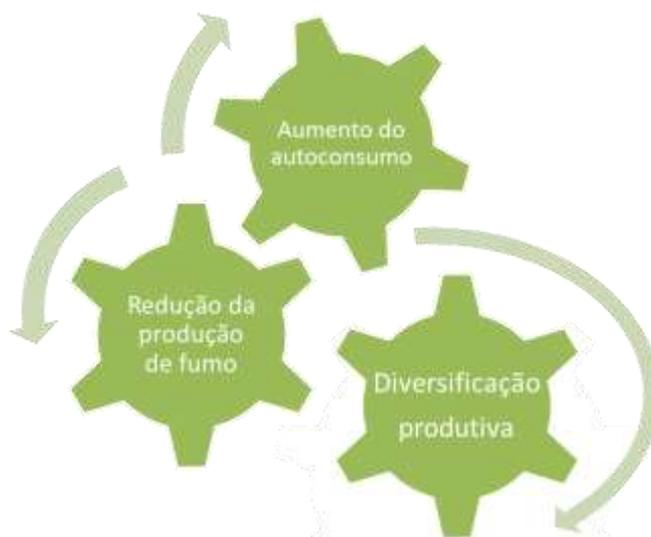 Aumento do
autoconsumo
Redução da
produção
de fumo
Diversificação
produtiva